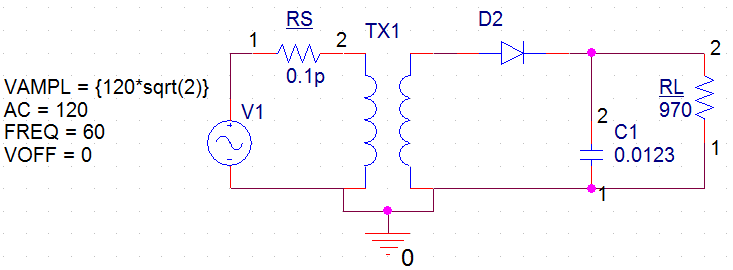 RS
TX1
D2
1
2
0.1p
2
VAMPL = {120*sqrt(2)}
AC = 120
FREQ = 60
VOFF = 0
V1
RL
970
2
C1
0.0123
1
1
0